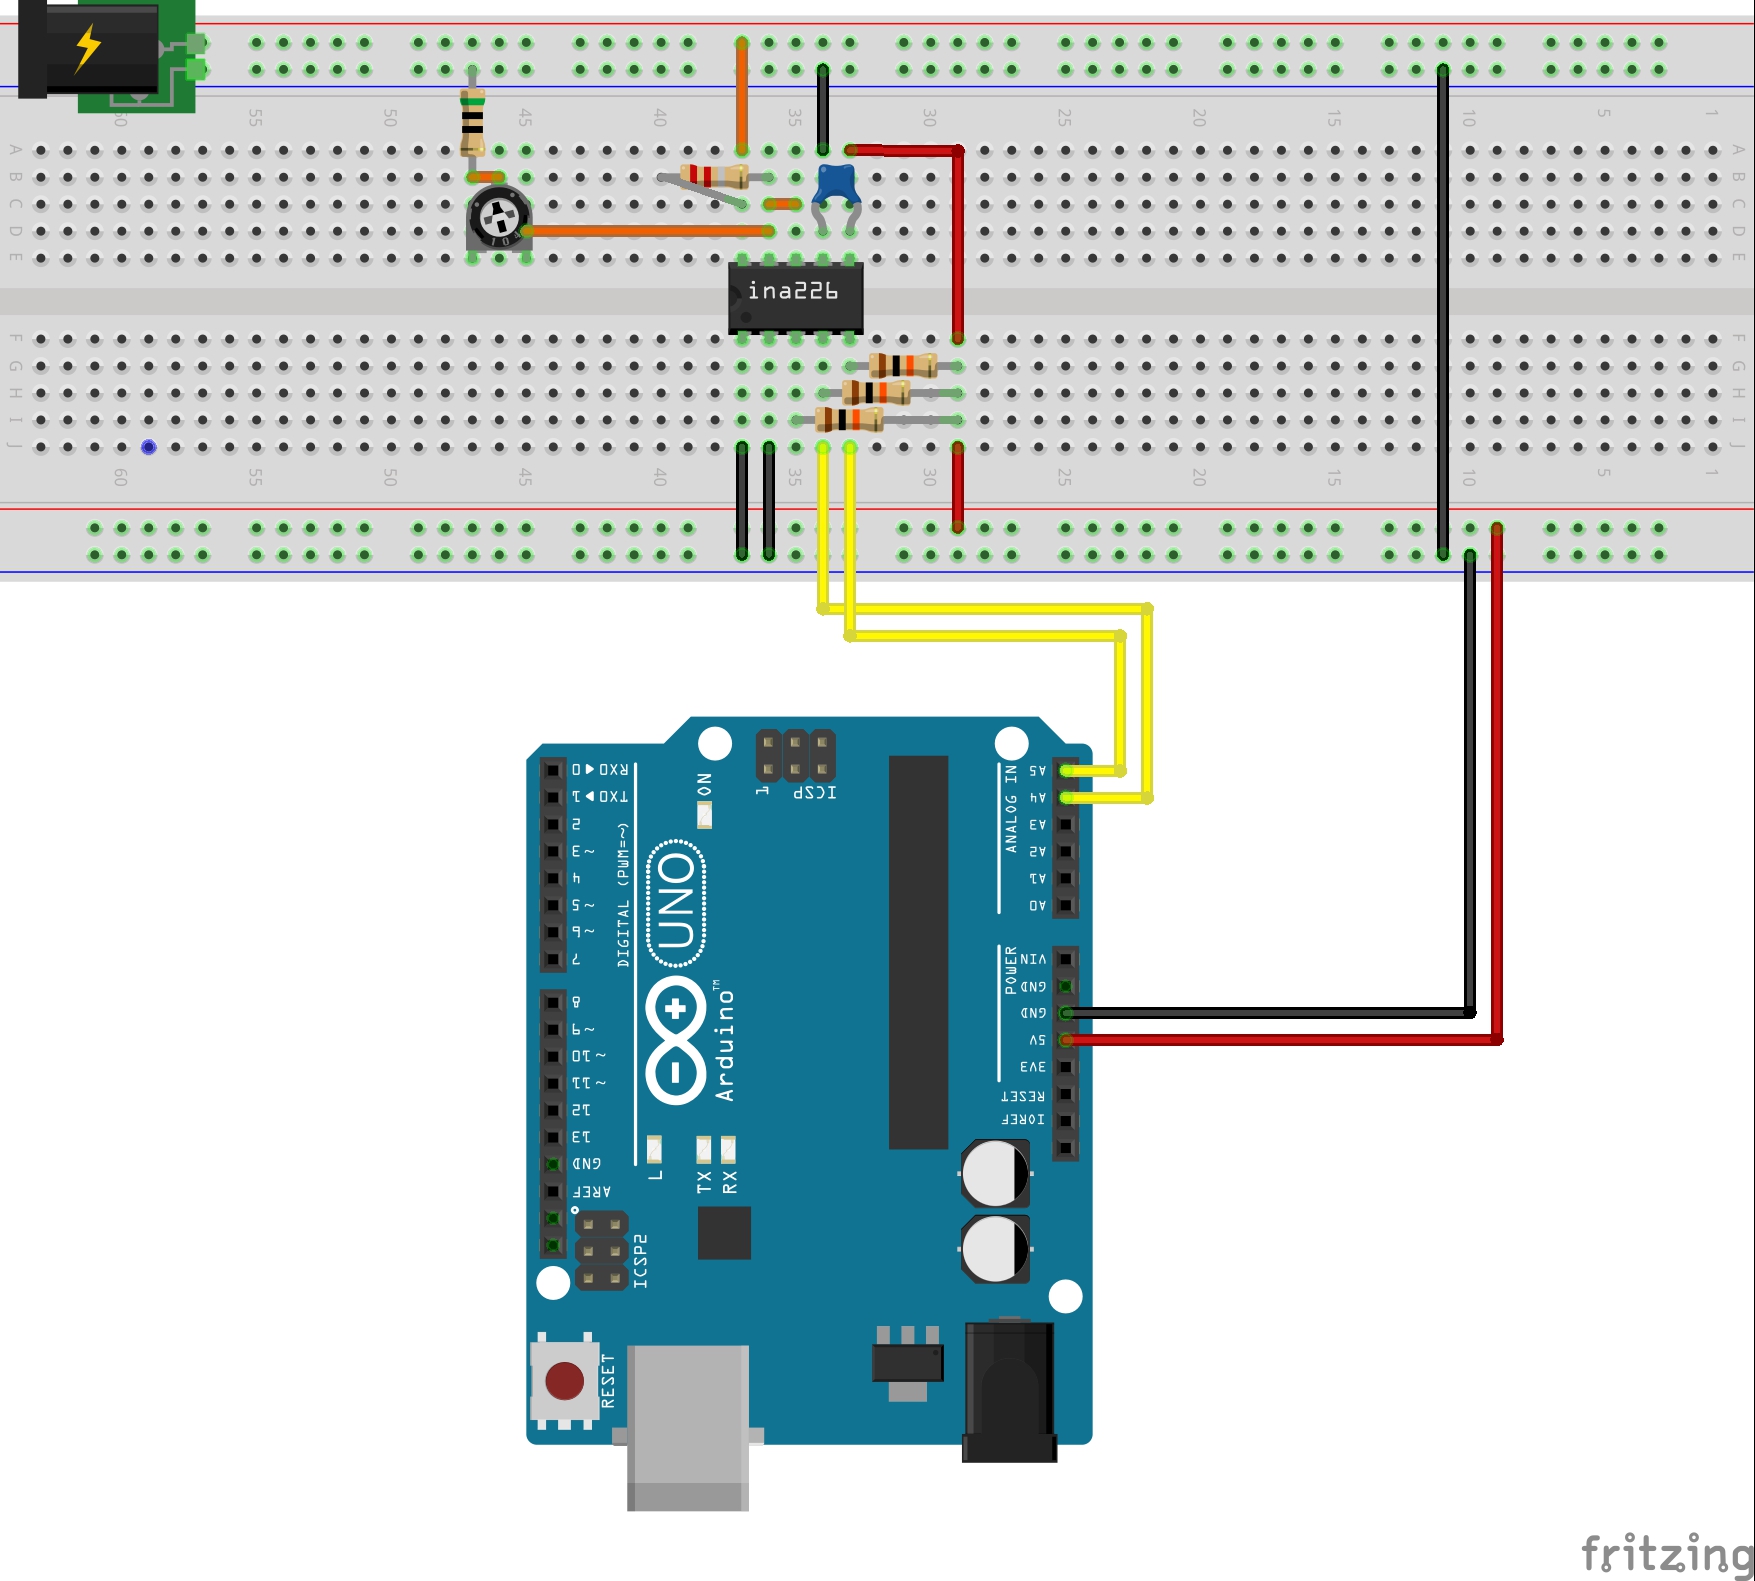 60 55 50 45 40 35 30 25 20 15 10 5 1
A A
B B
C C
D D
E E
104
ina226
F F
G G
H H
I I
J J
60 55 50 45 40 35 30 25 20 15 10 5 1
RX0 ◀ 0
TX0 ▶ 1
2
~ 3
4
~ 5
~ 6
7
8
~ 9
~ 10
~ 11
12
13
GND
AREF
DIGITAL (PWM=~)
ON
1 ICSP
UNO
Arduino™
ANALOG IN
A5
A4
A3
A2
A1
A0
POWER
VIN
GND
GND
5V
3V3
RESET
IOREF
L
TX
RX
ICSP2
RESET
fritzing